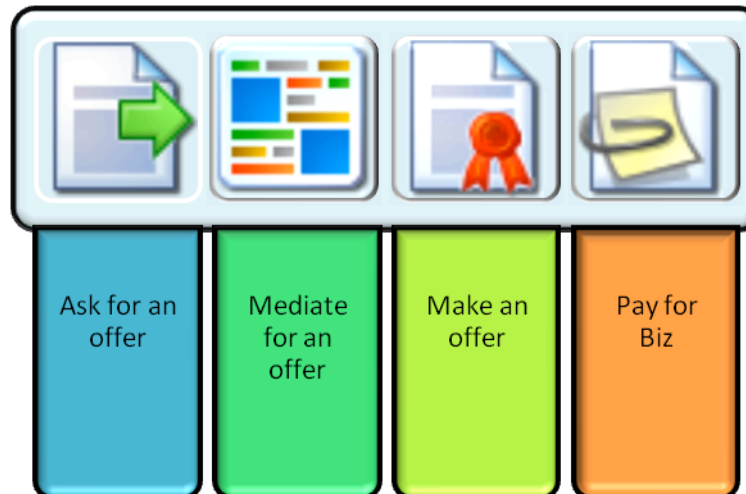 Ask for an
offer
Mediate
for an
offer
Make an
offer
Pay for
Biz